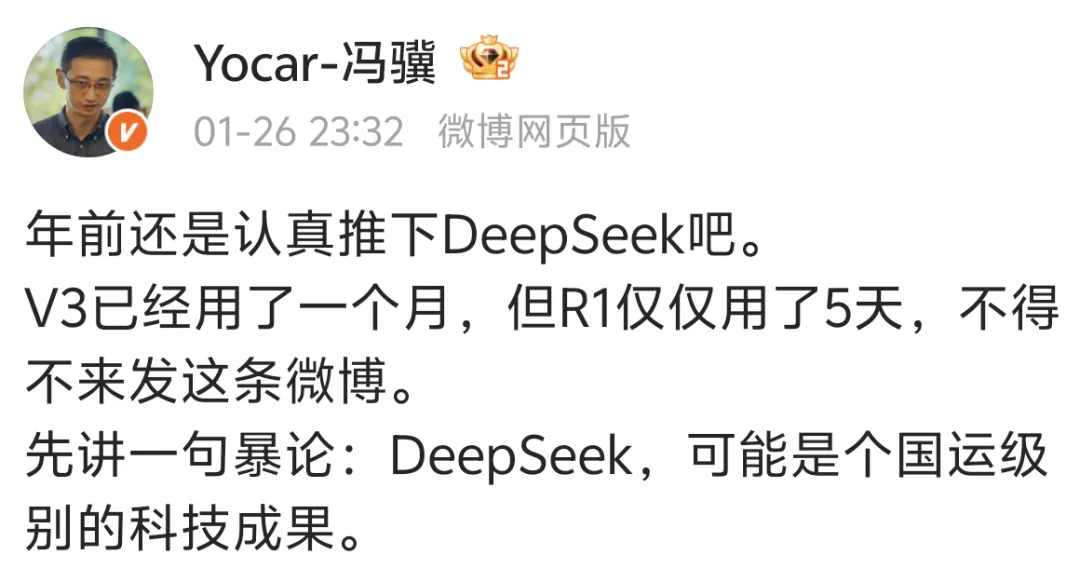 Yocar-冯骥
2
V
01-26 23:32 微博网页版
年前还是认真推下DeepSeek吧。
V3已经用了一个月，但R1仅仅用了5天，不得
不来发这条微博。
先讲一句暴论：DeepSeek，可能是个国运级
别的科技成果。